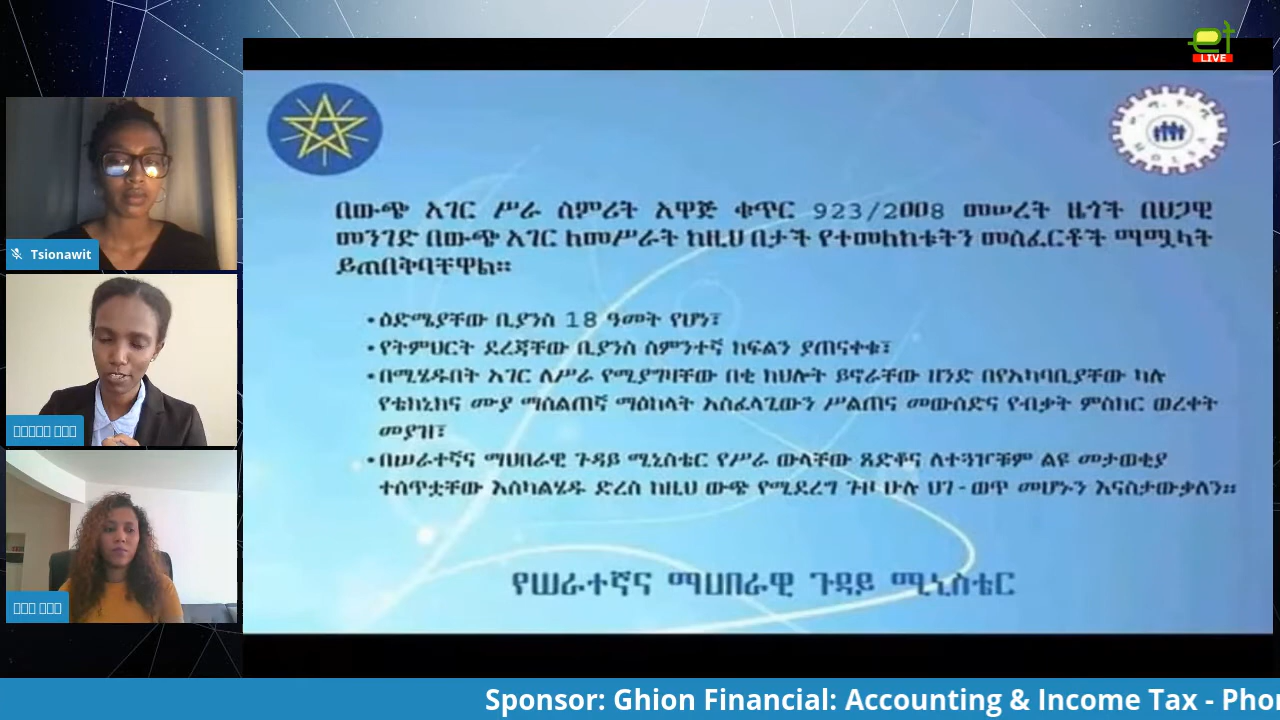 et
LIVE
በውጭ አገር ሥራ ስምሪት አዋጅ ቁጥር 923/2008 መሠረት ዜጎች በህጋዊ
መንገድ በውጭ አገር ለመሥራት ከዚህ በታች የተመለከቱትን መስፈርቶች ማሟላት
ይጠበቅባቸዋል።
•ዕድሜያቸው ቢያንስ 18 ዓመት የሆነ፣
•የትምህርት ደረጃቸው ቢያንስ ስምንተኛ ክፍልን ያጠናቀቁ፣
•በሚሄዱበት አገር ለሥራ የሚያግዛቸው በቂ ክህሎት ይኖራቸው ዘንድ በየአካባቢያቸው ካሉ
የቴክኒክና ሙያ ማሰልጠኛ ማዕከላት አስፈላጊውን ሥልጠና መውሰድና የብቃት ምስክር ወረቀት
መያዝ፣
•በሠራተኛና ማህበራዊ ጉዳይ ሚኒስቴር የሥራ ውላቸው ጸድቆና ለተጓዦቹም ልዩ መታወቂያ
ተሰጥቷቸው እስካልሄዱ ድረስ ከዚህ ውጭ የሚደረግ ጉዞ ሁሉ ህገ-ወጥ መሆኑን እናስታውቃለን።
የሠራተኛና ማህበራዊ ጉዳይ ሚኒስቴር
MOLSA
Tsionawit
Sponsor: Ghion Financial: Accounting & Income Tax - Pho